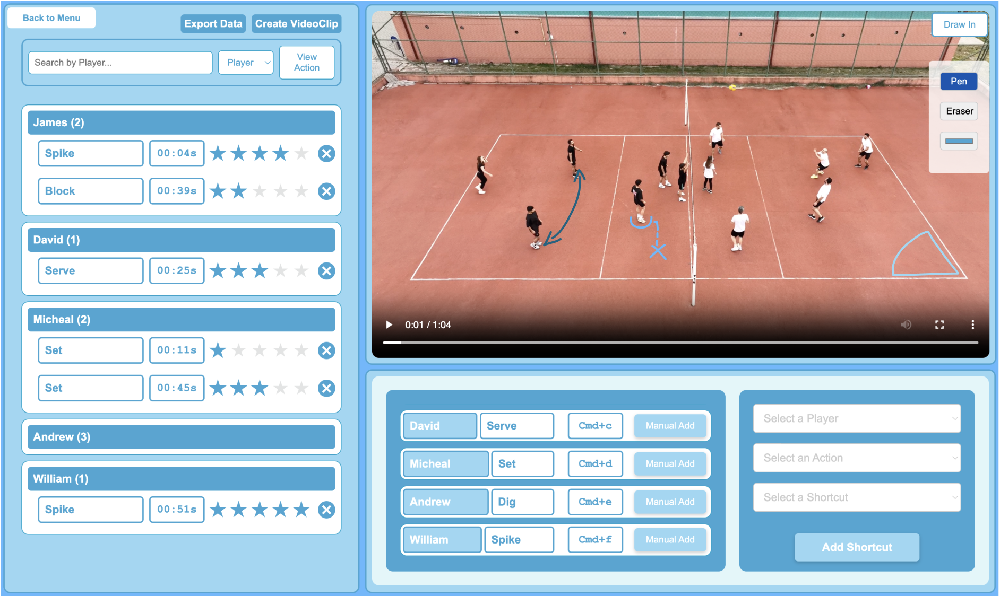 Back to Menu
Export Data
Create VideoClip
Search by Player...
Player
View
Action
James (2)
Spike
00:04s
Block
00:39s
David (1)
Serve
00:25s
Micheal (2)
Set
00:11s
Set
00:45s
Andrew (3)
William (1)
Spike
00:51s
Draw In
Pen
Eraser
0:01 / 1:04
David
Serve
Cmd+c
Manual Add
Micheal
Set
Cmd+d
Manual Add
Andrew
Dig
Cmd+e
Manual Add
William
Spike
Cmd+f
Manual Add
Select a Player
Select an Action
Select a Shortcut
Add Shortcut